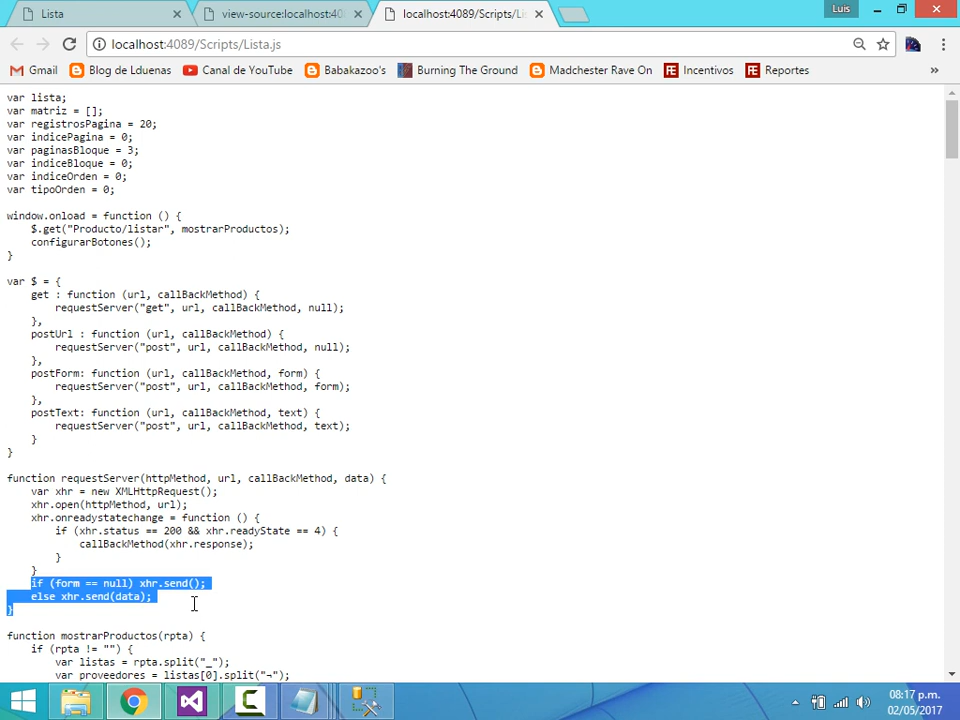 Lista
view-source:localhost:40
localhost:4089/Scripts/Li
Luis
localhost:4089/Scripts/Lista.js
Gmail
Blog de Lduenas
Canal de YouTube
Babakazoo's
Burning The Ground
Madchester Rave On
Incentivos
Reportes
»
var lista;
var matriz = [];
var registrosPagina = 20;
var indicePagina = 0;
var paginasBloque = 3;
var indiceBloque = 0;
var indiceOrden = 0;
var tipoOrden = 0;
window.onload = function () {
$.get("Producto/listar", mostrarProductos);
configurarBotones();
}
var $ = {
get : function (url, callBackMethod) {
requestServer("get", url, callBackMethod, null);
},
postUrl : function (url, callBackMethod) {
requestServer("post", url, callBackMethod, null);
},
postForm: function (url, callBackMethod, form) {
requestServer("post", url, callBackMethod, form);
},
postText: function (url, callBackMethod, text) {
requestServer("post", url, callBackMethod, text);
}
}
function requestServer(httpMethod, url, callBackMethod, data) {
var xhr = new XMLHttpRequest();
xhr.open(httpMethod, url);
xhr.onreadystatechange = function () {
if (xhr.status == 200 && xhr.readyState == 4) {
callBackMethod(xhr.response);
}
}
if (form == null) xhr.send();
else xhr.send(data);
}
function mostrarProductos(rpta) {
if (rpta != "") {
var listas = rpta.split("_");
var proveedores = listas[0].split("¬");
08:17 p.m.
02/05/2017